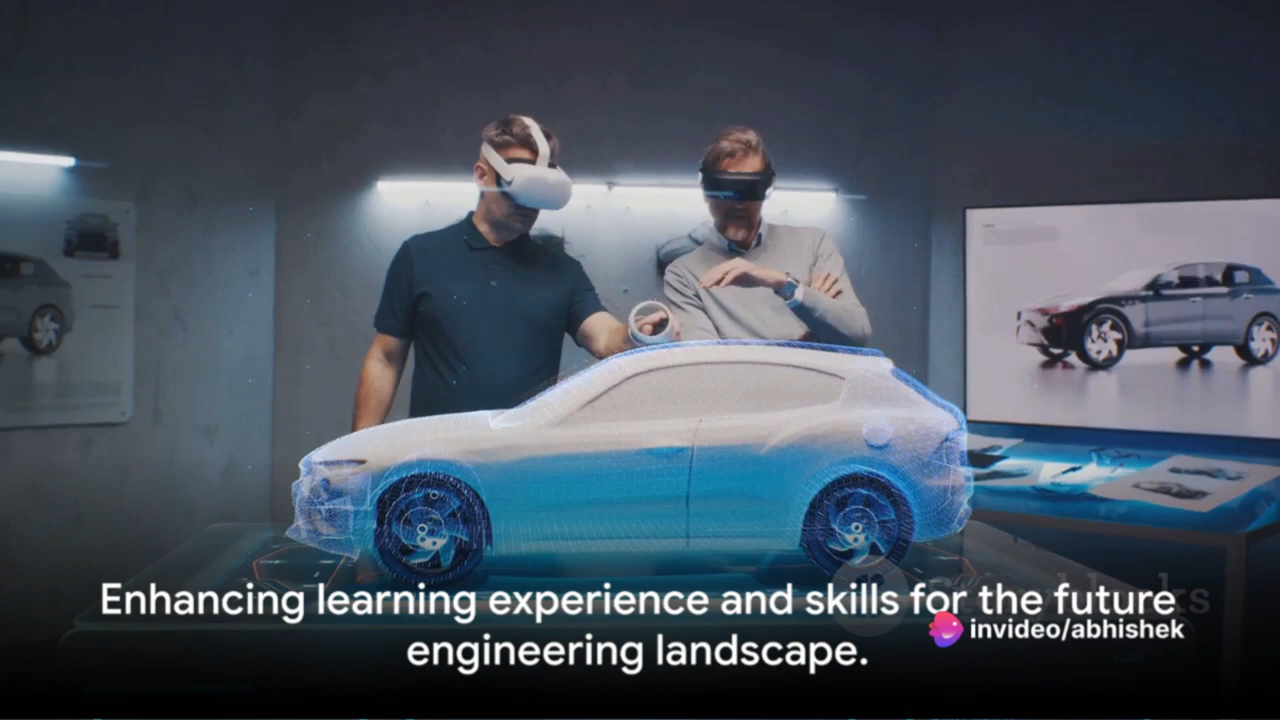 Enhancing learning experience and skills for the future
invideo/abhishek
engineering landscape.